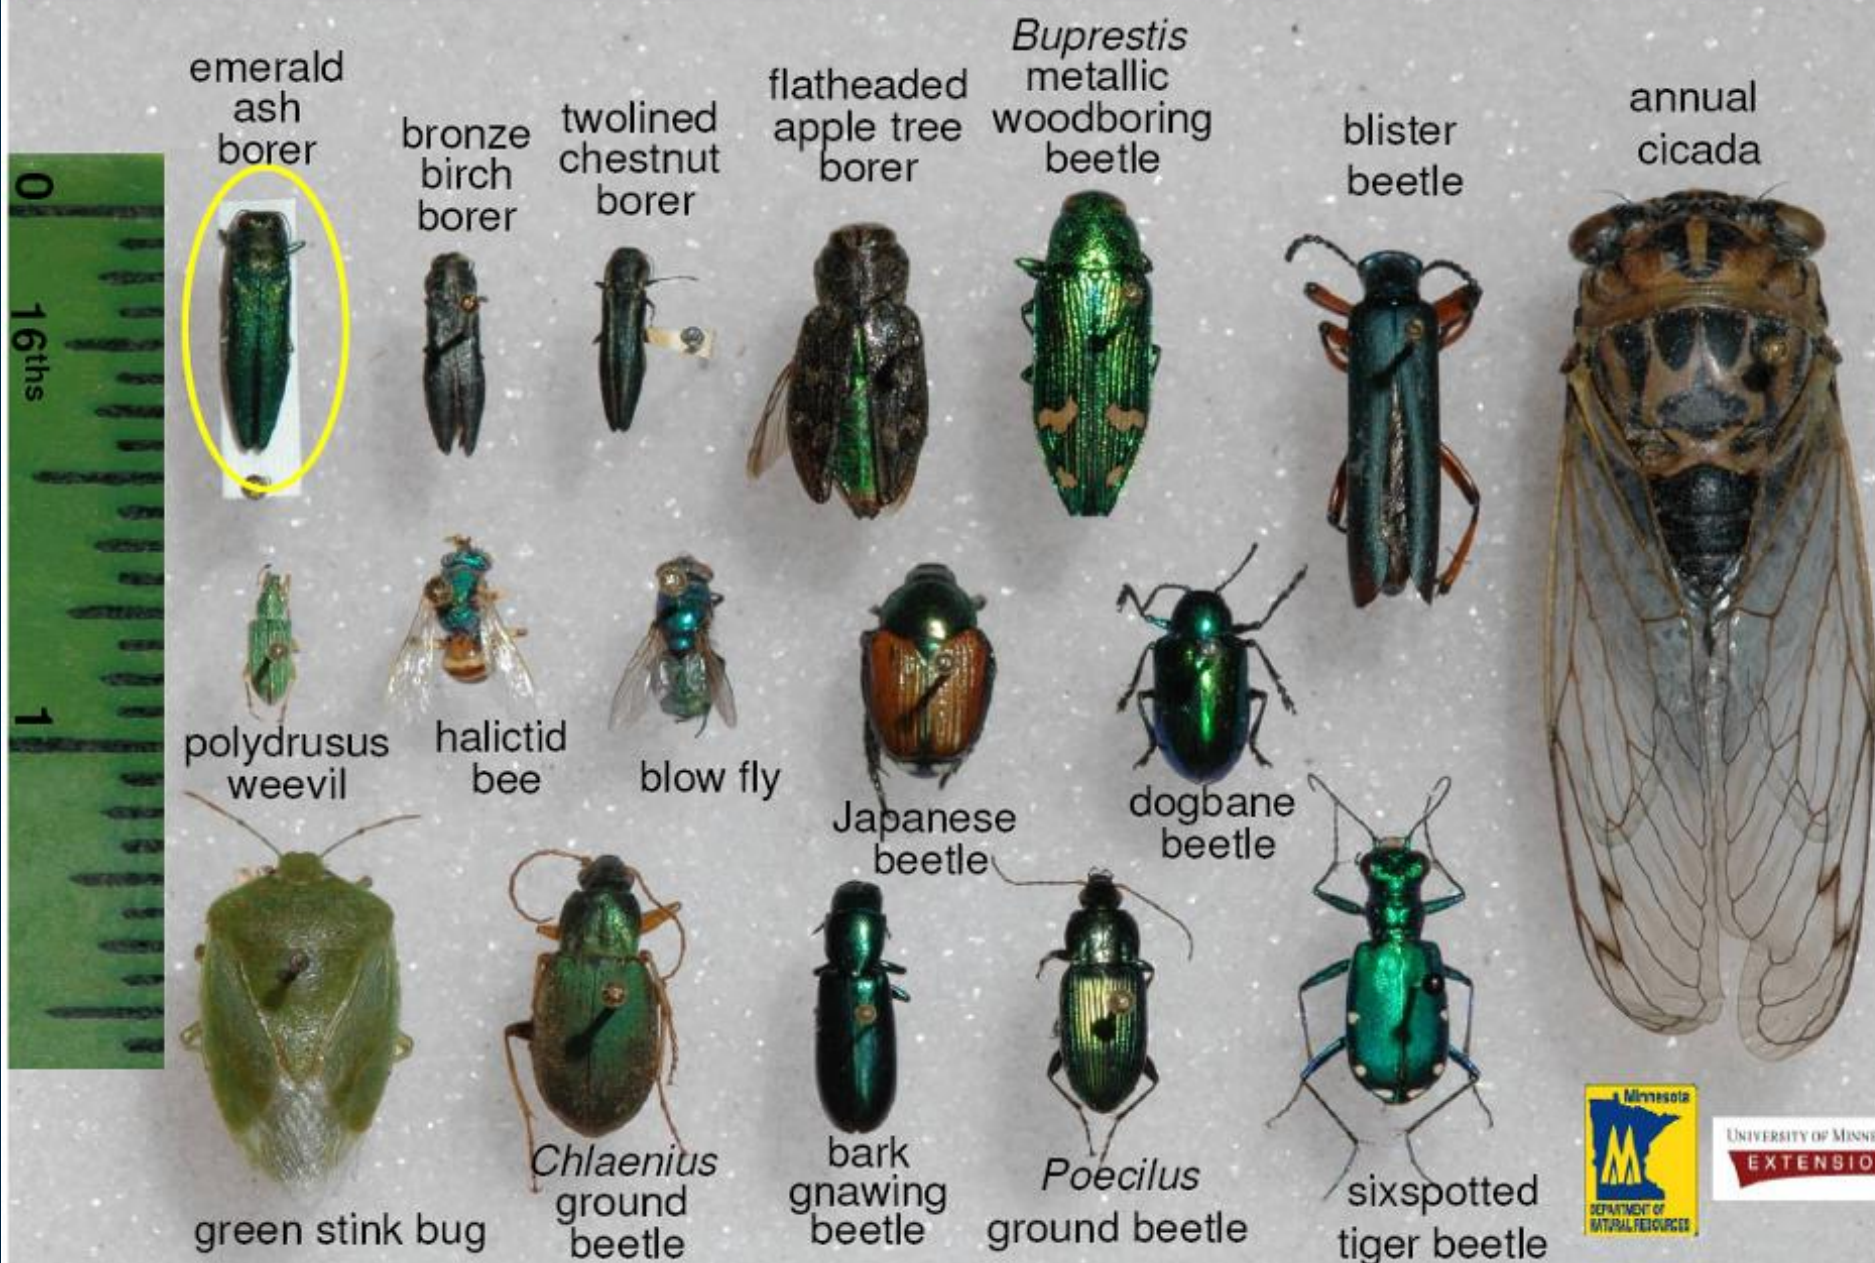 emerald
ash
borer
bronze
birch
borer
twolined
chestnut
borer
flatheaded
apple tree
borer
Buprestis
metallic
woodboring
beetle
blister
beetle
annual
cicada
0
16ths
1
polydrusus
weevil
halictid
bee
blow fly
Japanese
beetle
dogbane
beetle
green stink bug
Chlaenius
ground
beetle
bark
gnawing
beetle
Poecilus
ground beetle
sixspotted
tiger beetle
Minnesota
DEPARTMENT OF
NATURAL RESOURCES
UNIVERSITY OF MINNE
EXTENSIO